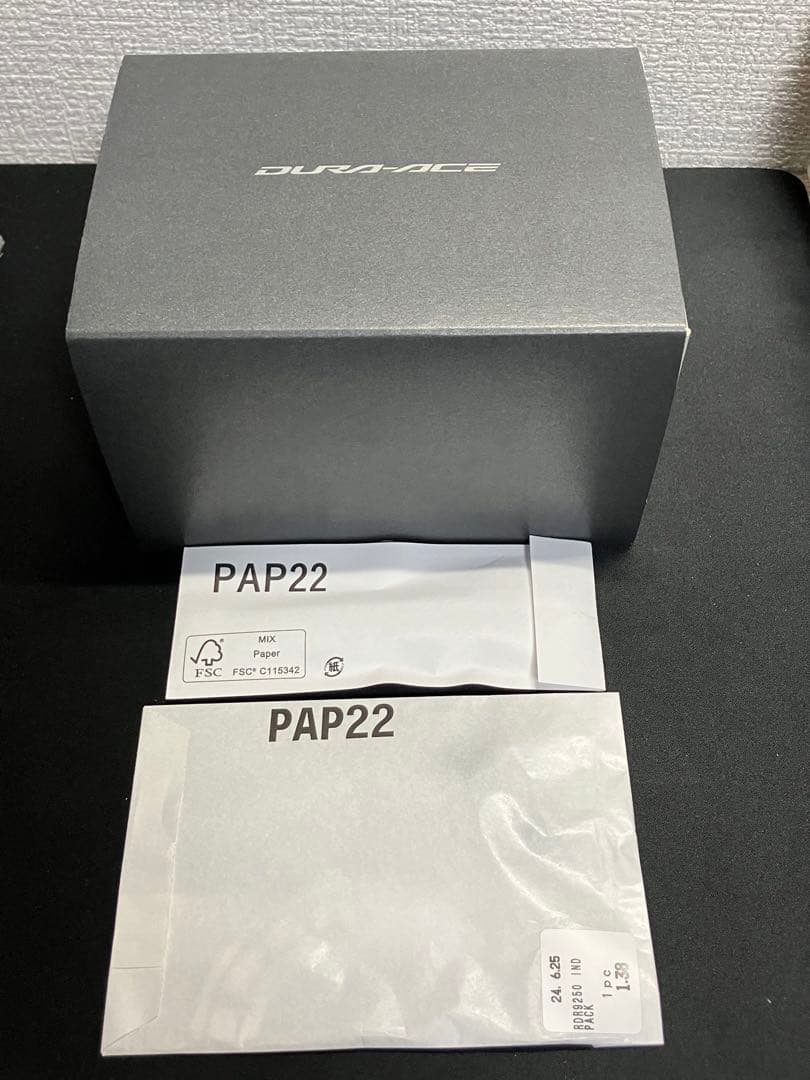 DURA-ACE
PAP22
FSC®
MIX
Paper
FSC® C115342
紙
PAP22
24. 6.25
RDR9250 IND
PACK
1pc
1.38